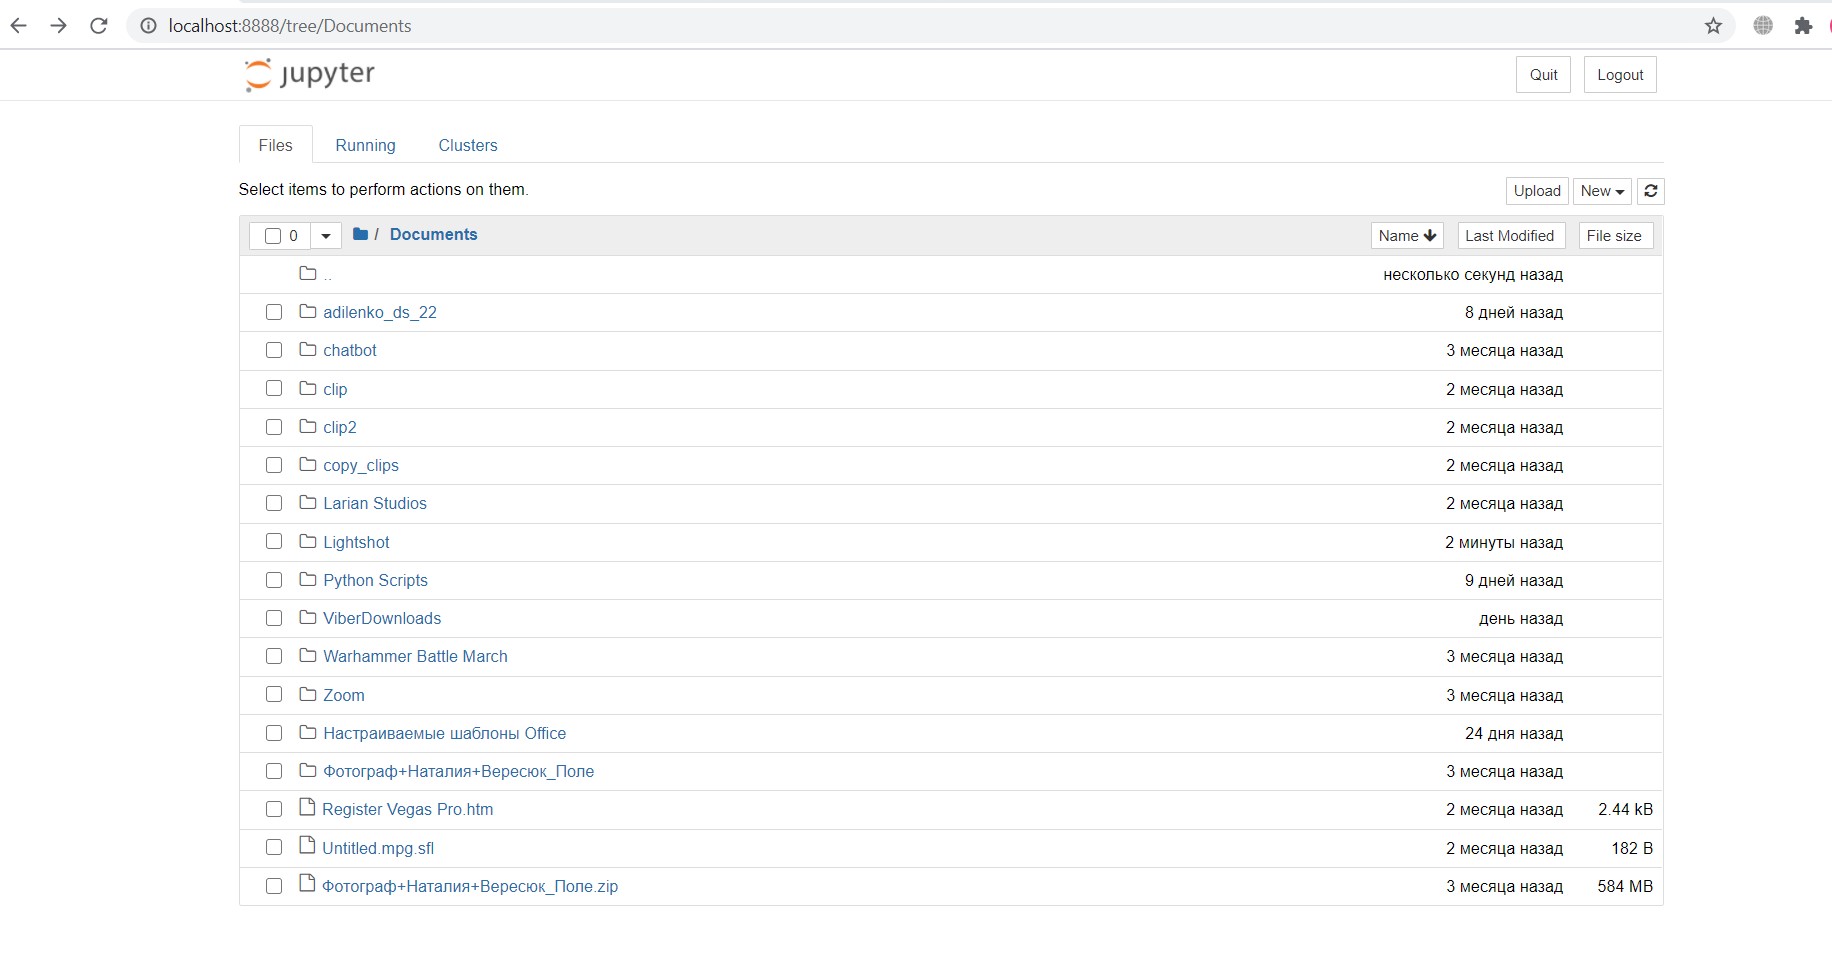 localhost:8888/tree/Documents
jupyter
Quit Logout
Files Running Clusters
Select items to perform actions on them.
Upload New
0 / Documents Name Last Modified File size
.. несколько секунд назад
adilenko_ds_22 8 дней назад
chatbot 3 месяца назад
clip 2 месяца назад
clip2 2 месяца назад
copy_clips 2 месяца назад
Larian Studios 2 месяца назад
Lightshot 2 минуты назад
Python Scripts 9 дней назад
ViberDownloads день назад
Warhammer Battle March 3 месяца назад
Zoom 3 месяца назад
Настраиваемые шаблоны Office 24 дня назад
Фотограф+Наталия+Вересюк_Поле 3 месяца назад
Register Vegas Pro.htm 2 месяца назад 2.44 kB
Untitled.mpg.sfl 2 месяца назад 182 B
Фотограф+Наталия+Вересюк_Поле.zip 3 месяца назад 584 MB